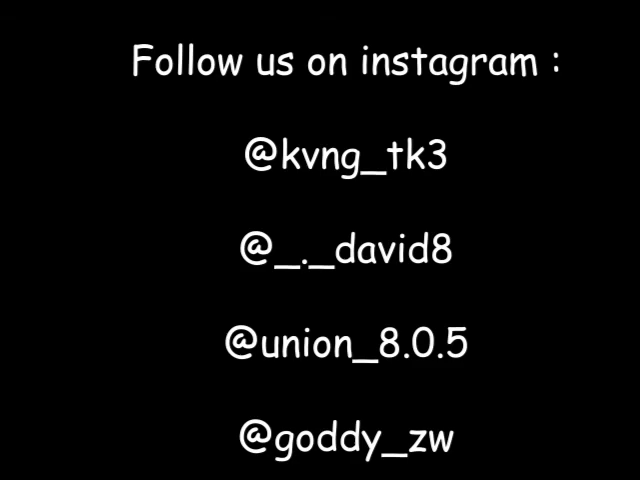 Follow us on instagram :
@kvng_tk3
@_._david8
@union_8.0.5
@goddy_zw